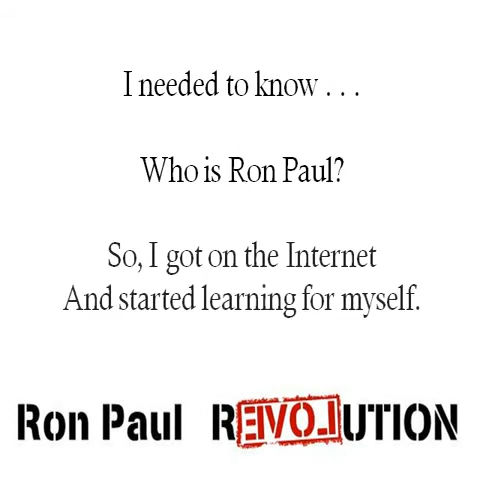 I needed to know . . .
Who is Ron Paul?
So, I got on the Internet
And started learning for myself.
Ron Paul REVOLUTION